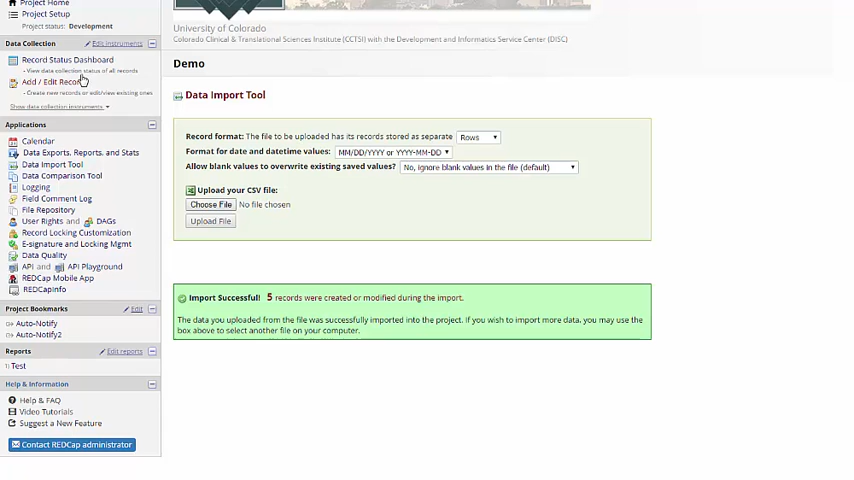 Project Home
Project Setup
Project status: Development
Data Collection
Edit instruments
Record Status Dashboard
- View data collection status of all records
Add / Edit Records
- Create new records or edit/view existing ones
Show data collection instruments
Applications
Calendar
Data Exports, Reports, and Stats
Data Import Tool
Data Comparison Tool
Logging
Field Comment Log
File Repository
User Rights and DAGs
Record Locking Customization
E-signature and Locking Mgmt
Data Quality
API and API Playground
REDCap Mobile App
REDCapInfo
Project Bookmarks
Edit
Auto-Notify
Auto-Notify2
Reports
Edit reports
1) Test
Help & Information
Help & FAQ
Video Tutorials
Suggest a New Feature
Contact REDCap administrator
University of Colorado
Colorado Clinical & Translational Sciences Institute (CCTSI) with the Development and Informatics Service Center (DISC)
Demo
Data Import Tool
Record format: The file to be uploaded has its records stored as separate Rows
Format for date and datetime values: MM/DD/YYYY or YYYY-MM-DD
Allow blank values to overwrite existing saved values? No, ignore blank values in the file (default)
Upload your CSV file:
Choose File No file chosen
Upload File
Import Successful! 5 records were created or modified during the import.
The data you uploaded from the file was successfully imported into the project. If you wish to import more data, you may use the
box above to select another file on your computer.